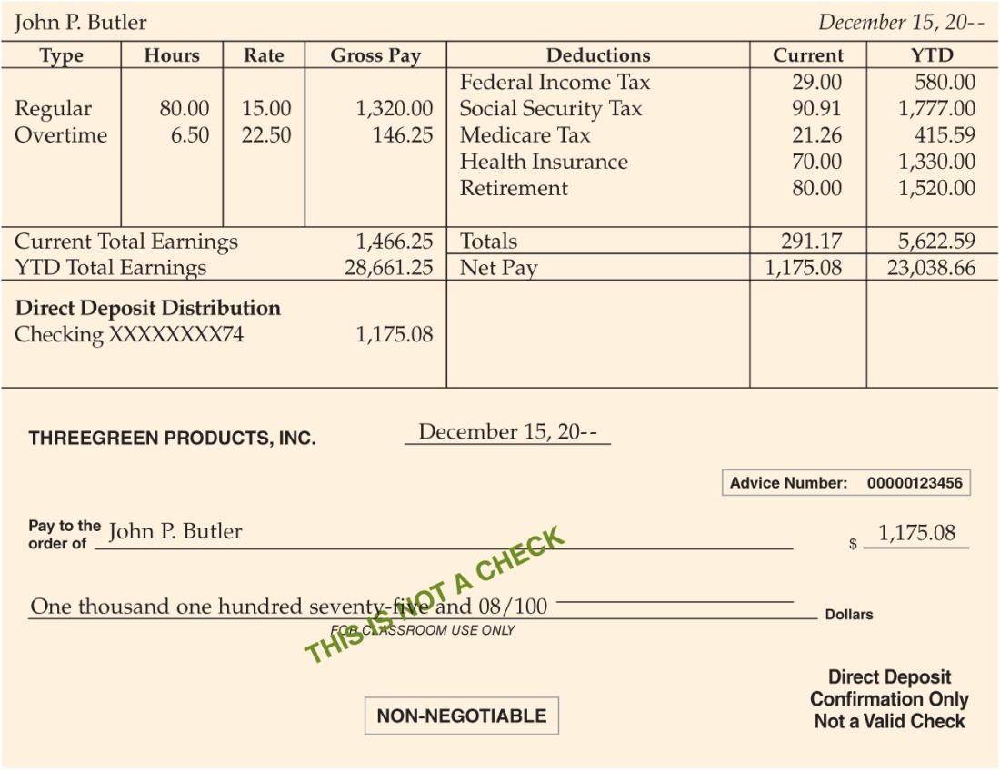 John P. Butler December 15, 20--
Type Hours Rate Gross Pay Deductions Current YTD
Federal Income Tax 29.00 580.00
Regular 80.00 15.00 1,320.00 Social Security Tax 90.91 1,777.00
Overtime 6.50 22.50 146.25 Medicare Tax 21.26 415.59
Health Insurance 70.00 1,330.00
Retirement 80.00 1,520.00
Current Total Earnings 1,466.25 Totals 291.17 5,622.59
YTD Total Earnings 28,661.25 Net Pay 1,175.08 23,038.66
Direct Deposit Distribution
Checking XXXXXXXX74 1,175.08
THREEGREEN PRODUCTS, INC. December 15, 20--
Advice Number: 00000123456
Pay to the
order of John P. Butler $ 1,175.08
One thousand one hundred seventy-five and 08/100 Dollars
THIS IS NOT A CHECK
FOR CLASSROOM USE ONLY
Direct Deposit
Confirmation Only
Not a Valid Check
NON-NEGOTIABLE